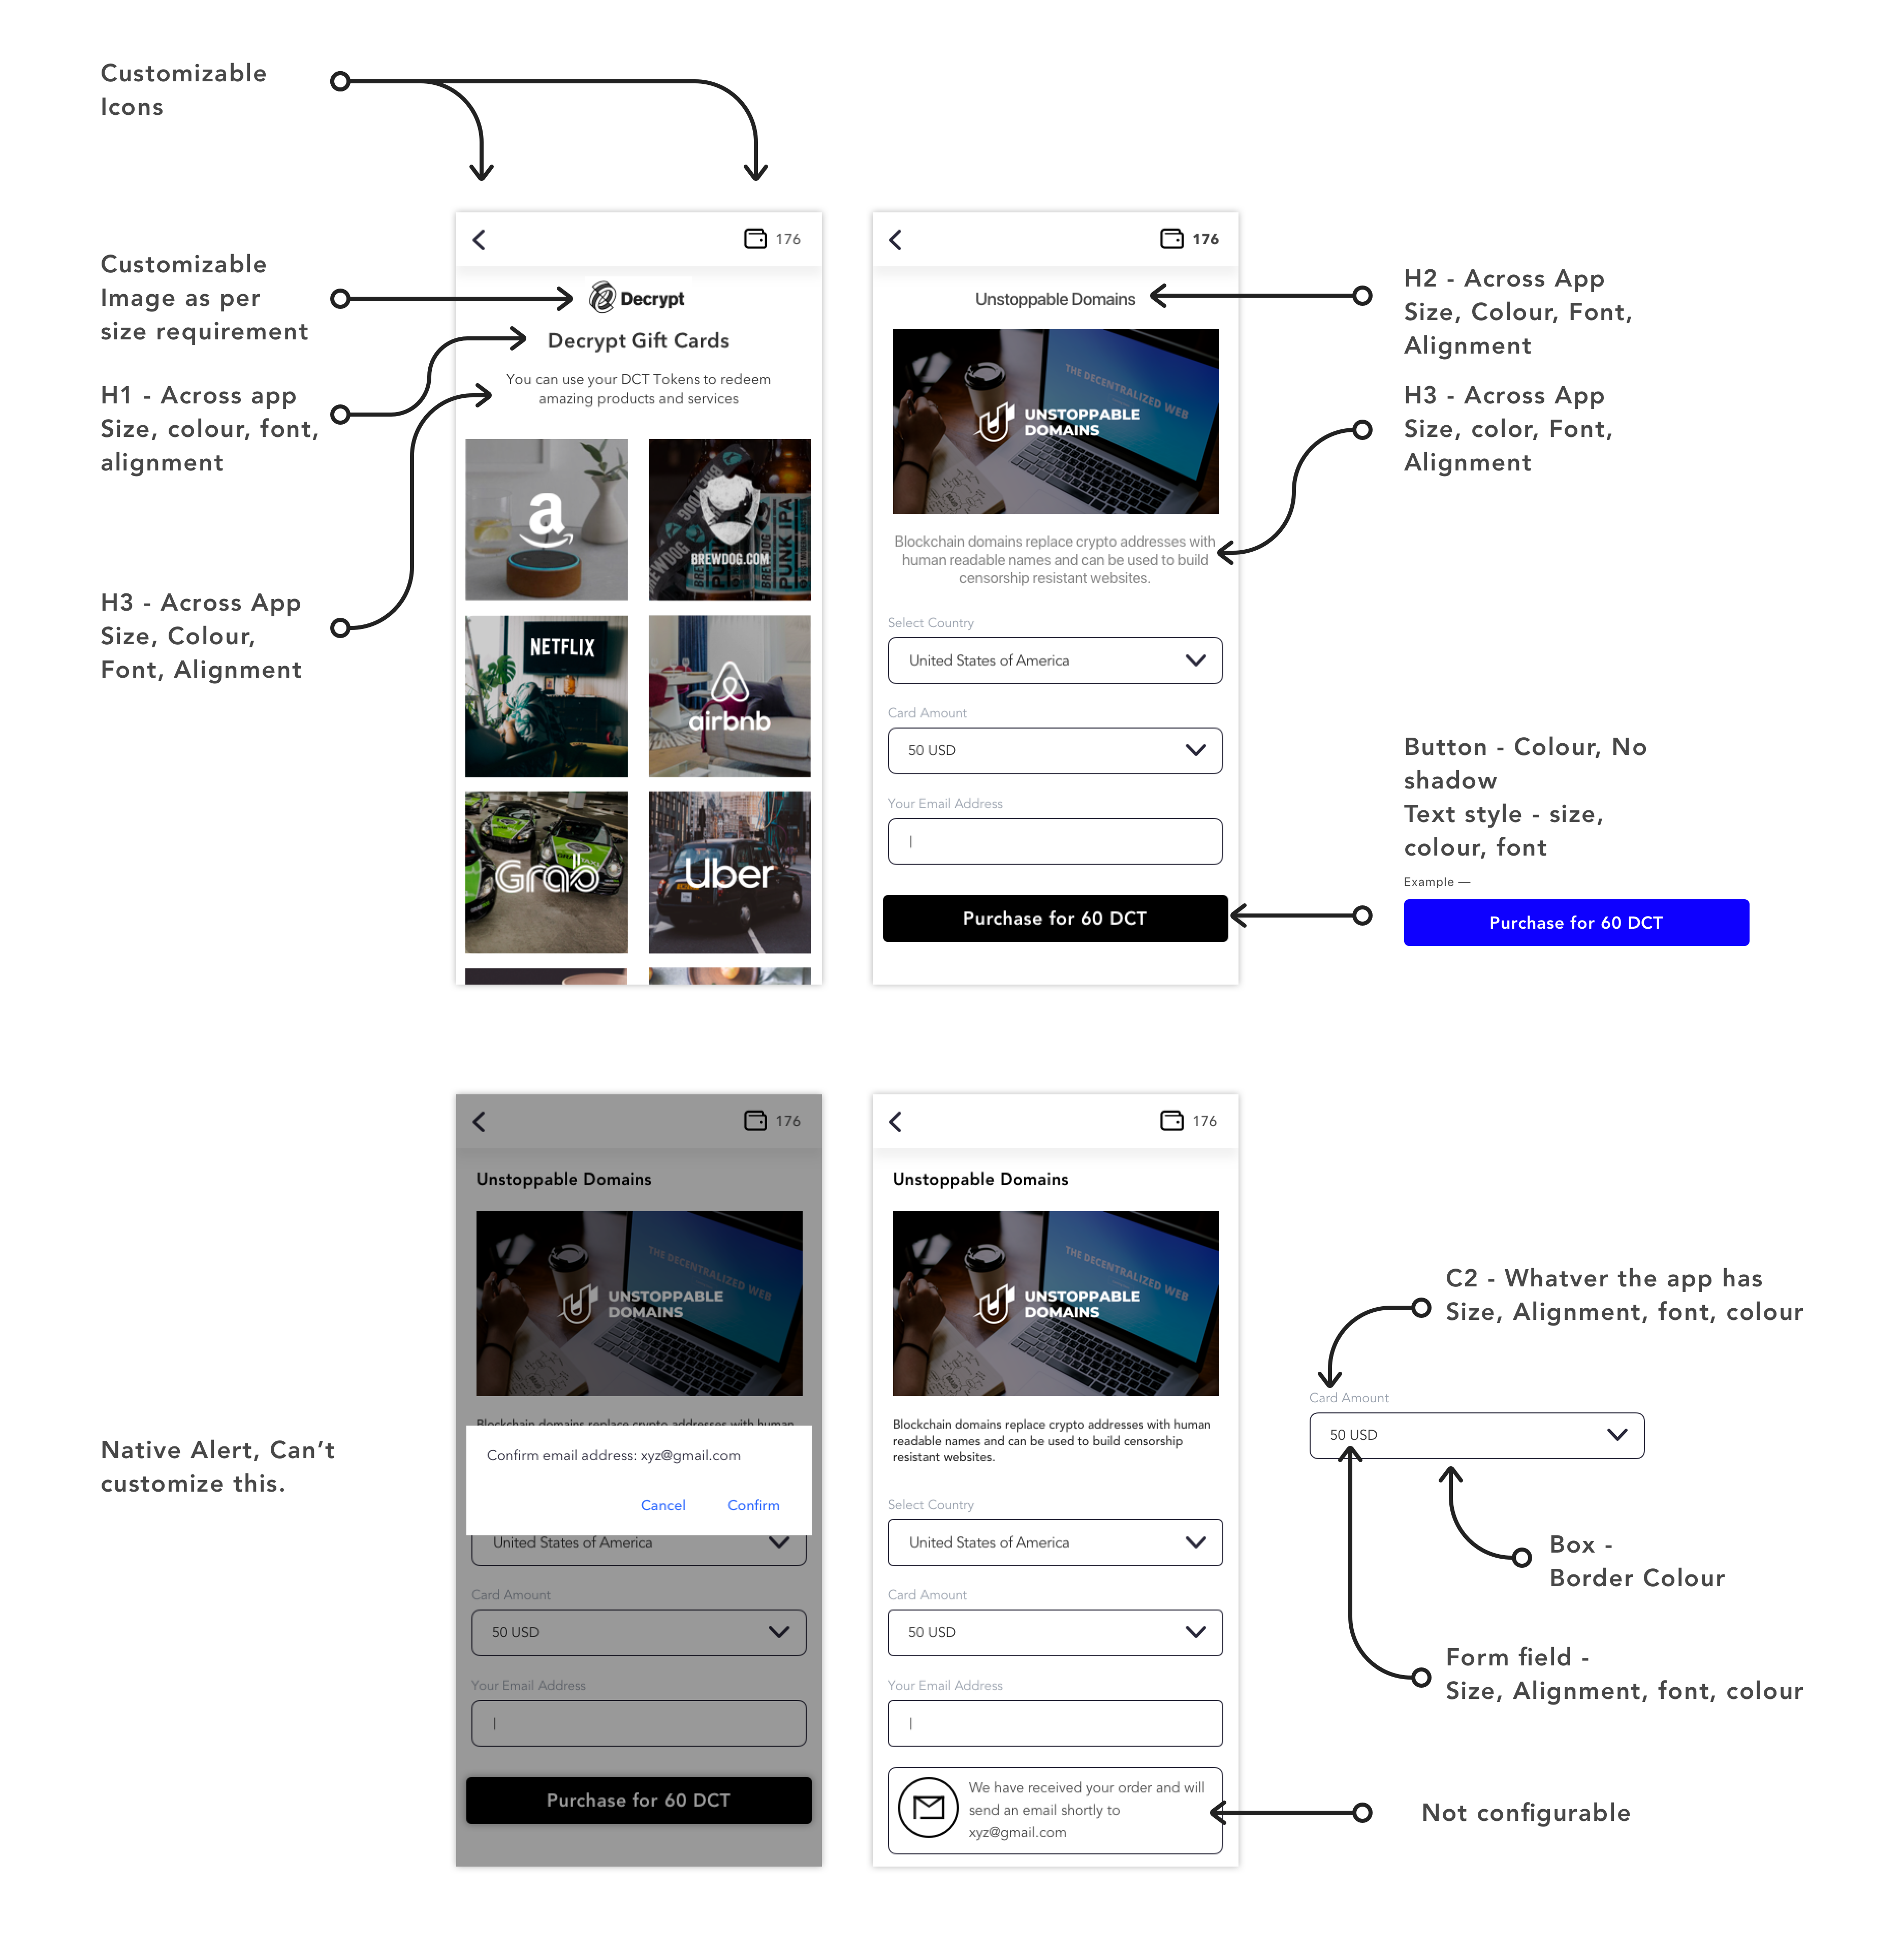 Customizable
Icons
Customizable
Image as per
size requirement
H1 - Across app
Size, colour, font,
alignment
H3 - Across App
Size, Colour,
Font, Alignment
176
Decrypt
Decrypt Gift Cards
You can use your DCT Tokens to redeem
amazing products and services
a
BREWDOG.COM
PUNK IPA
NETFLIX
airbnb
Grab
Uber
176
Unstoppable Domains
THE DECENTRALIZED WEB
UNSTOPPABLE
DOMAINS
Blockchain domains replace crypto addresses with
human readable names and can be used to build
censorship resistant websites.
Select Country
United States of America
Card Amount
50 USD
Your Email Address
Purchase for 60 DCT
H2 - Across App
Size, Colour, Font,
Alignment
H3 - Across App
Size, color, Font,
Alignment
Button - Colour, No
shadow
Text style - size,
colour, font
Example —
Purchase for 60 DCT
Native Alert, Can’t
customize this.
176
Unstoppable Domains
THE DECENTRALIZED WEB
UNSTOPPABLE
DOMAINS
Blockchain domains replace crypto addresses with human
Confirm email address: xyz@gmail.com
Cancel Confirm
United States of America
Card Amount
50 USD
Your Email Address
Purchase for 60 DCT
176
Unstoppable Domains
THE DECENTRALIZED WEB
UNSTOPPABLE
DOMAINS
Blockchain domains replace crypto addresses with human
readable names and can be used to build censorship
resistant websites.
Select Country
United States of America
Card Amount
50 USD
Your Email Address
We have received your order and will
send an email shortly to
xyz@gmail.com
C2 - Whatver the app has
Size, Alignment, font, colour
Card Amount
50 USD
Box -
Border Colour
Form field -
Size, Alignment, font, colour
Not configurable